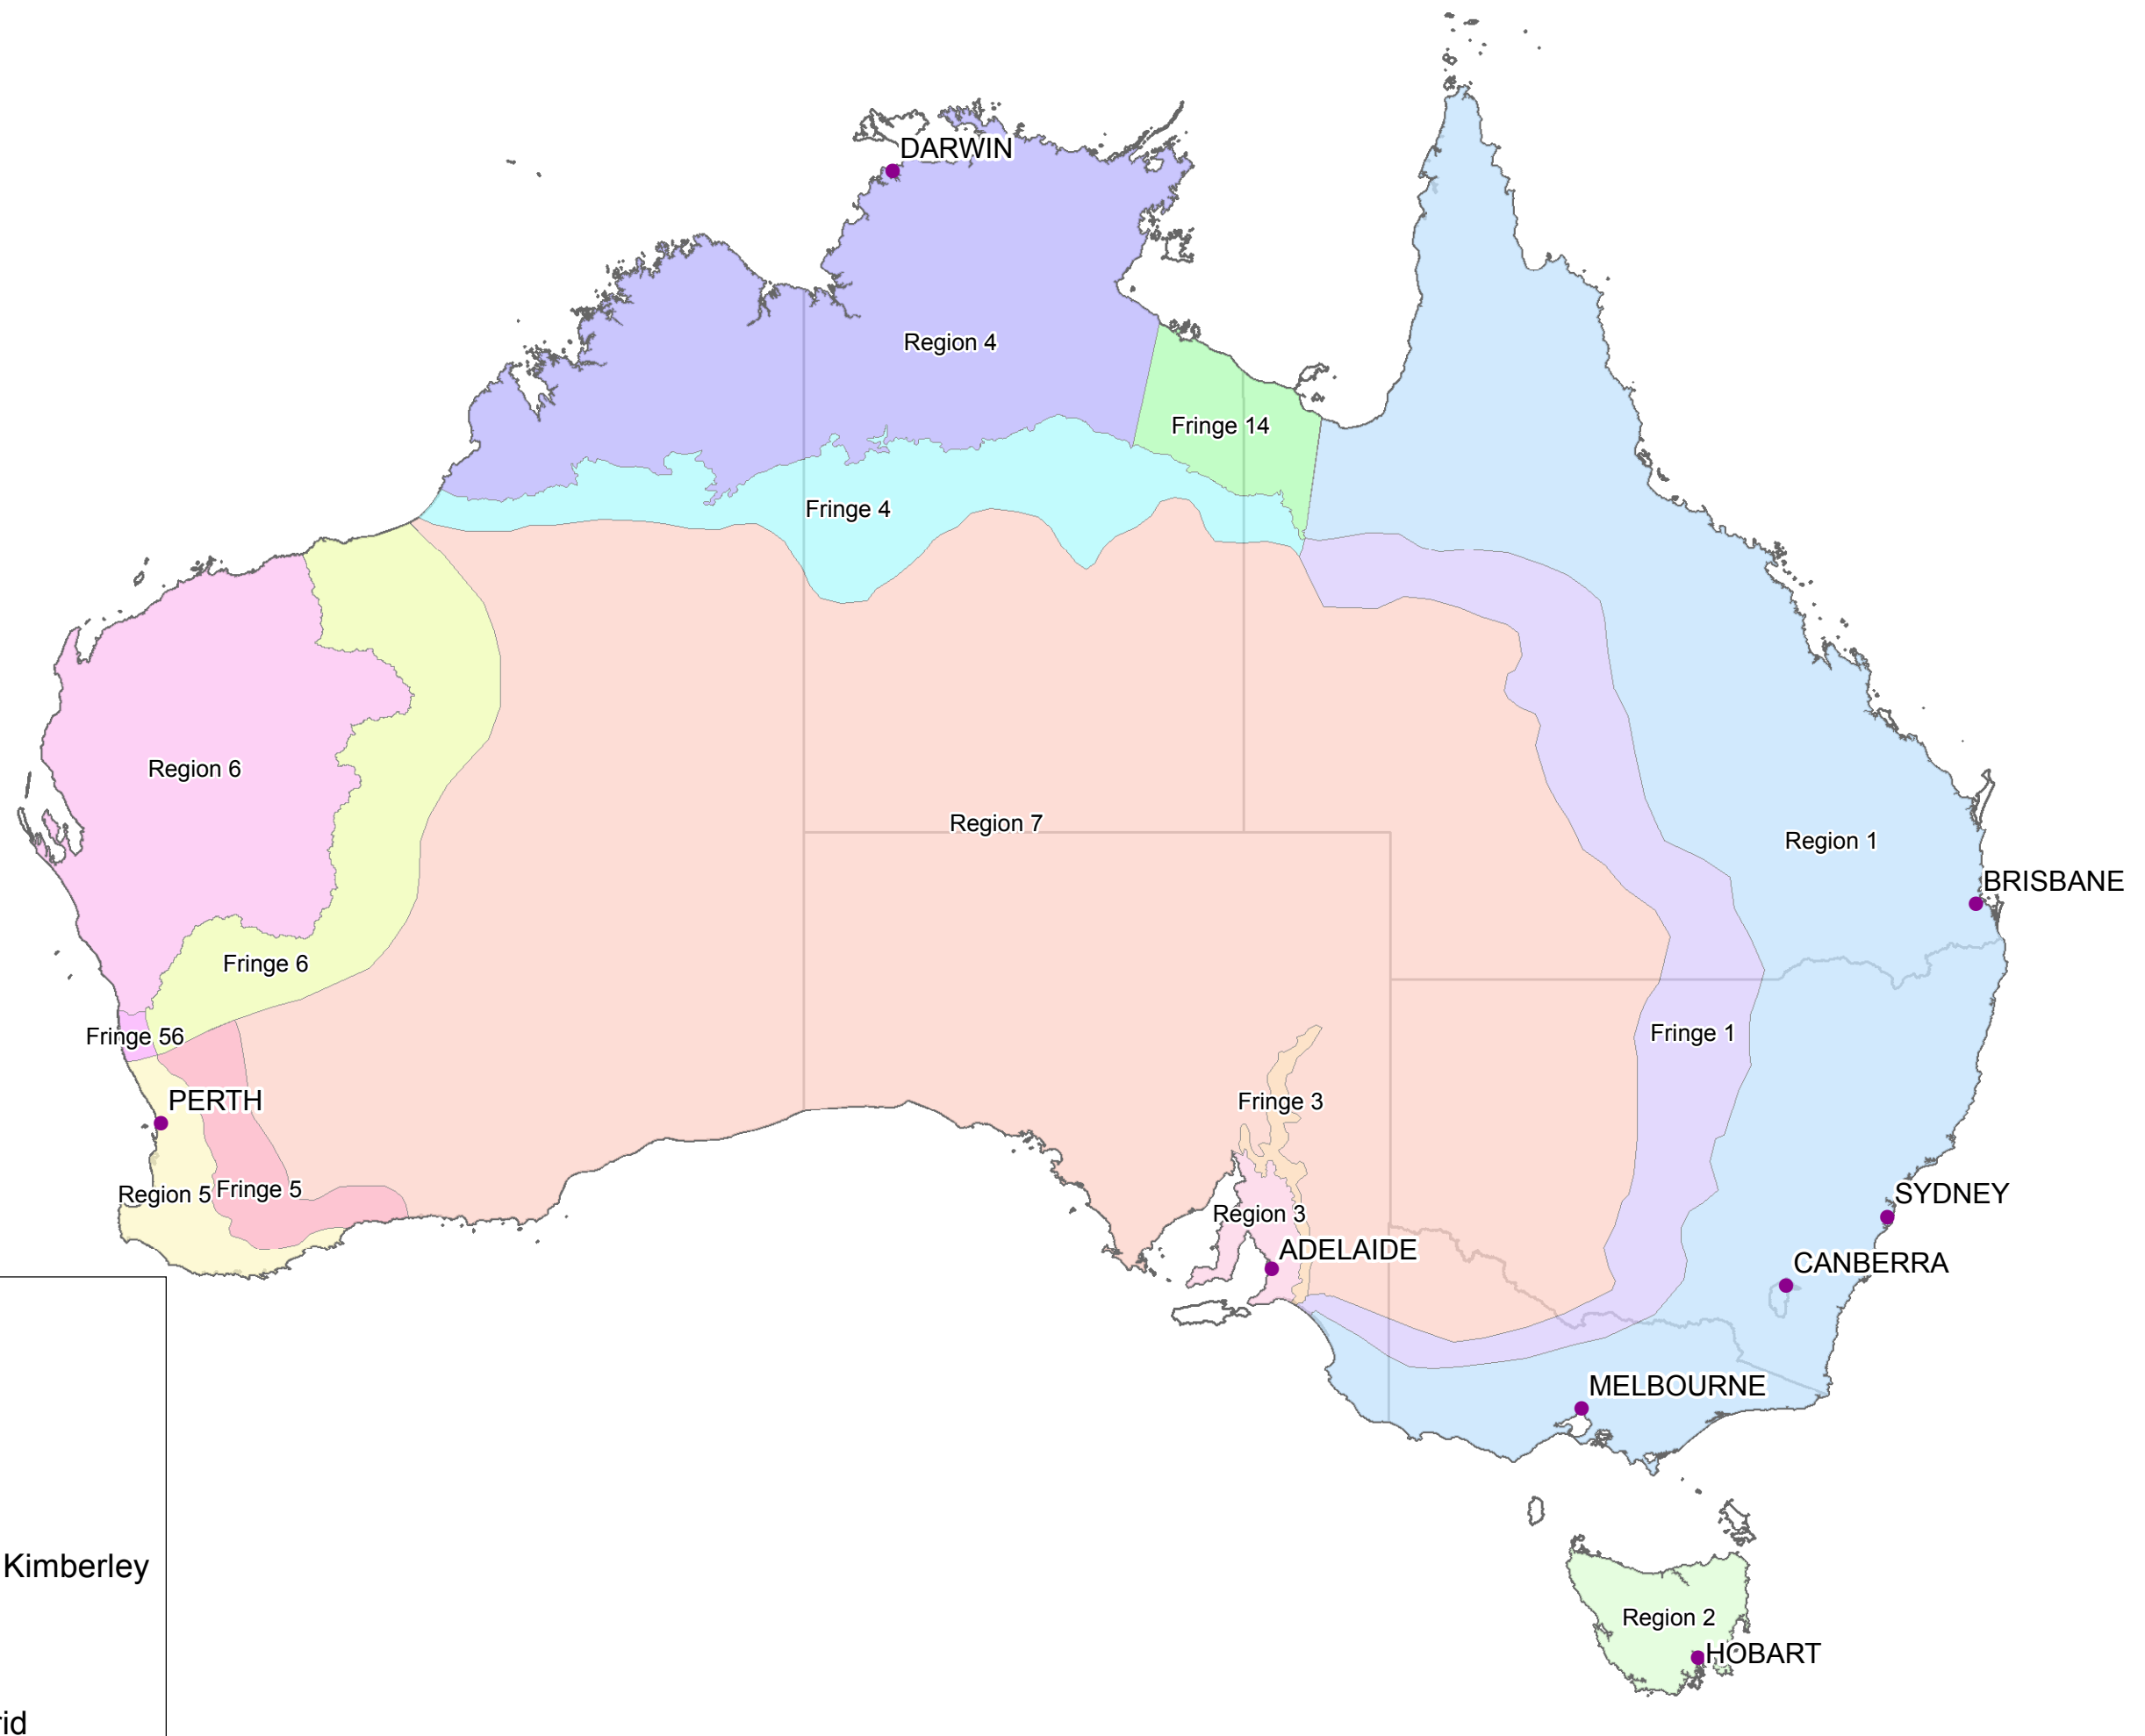 DARWIN
Region 4
Fringe 14
Fringe 4
Region 6
Region 7
Region 1
BRISBANE
Fringe 6
Fringe 56
Fringe 1
PERTH
Fringe 3
Region 5
Fringe 5
SYDNEY
Region 3
ADELAIDE
CANBERRA
MELBOURNE
Kimberley
Region 2
HOBART
rid